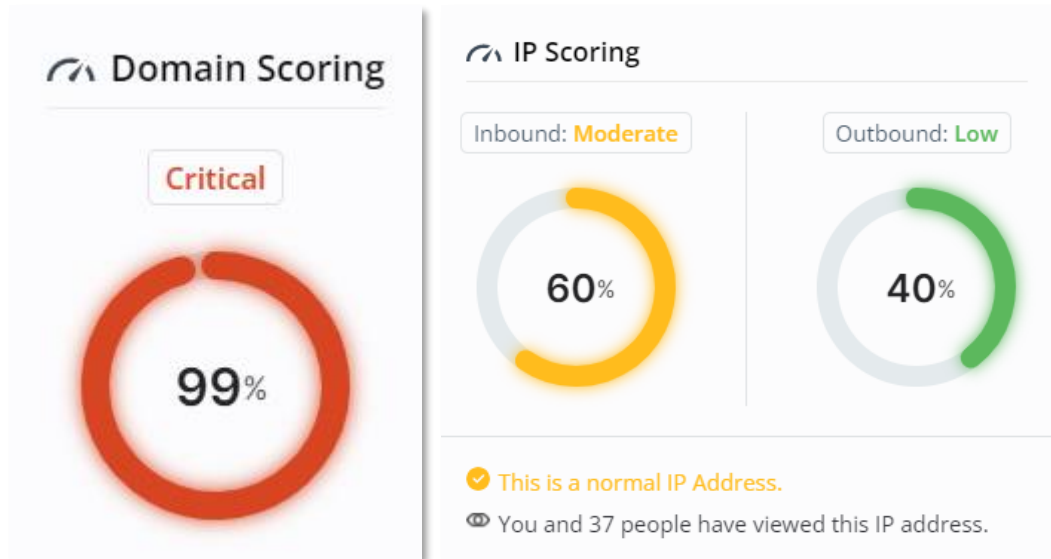 Domain Scoring
Critical
99%
IP Scoring
Inbound: Moderate
Outbound: Low
60%
40%
This is a normal IP Address.
You and 37 people have viewed this IP address.